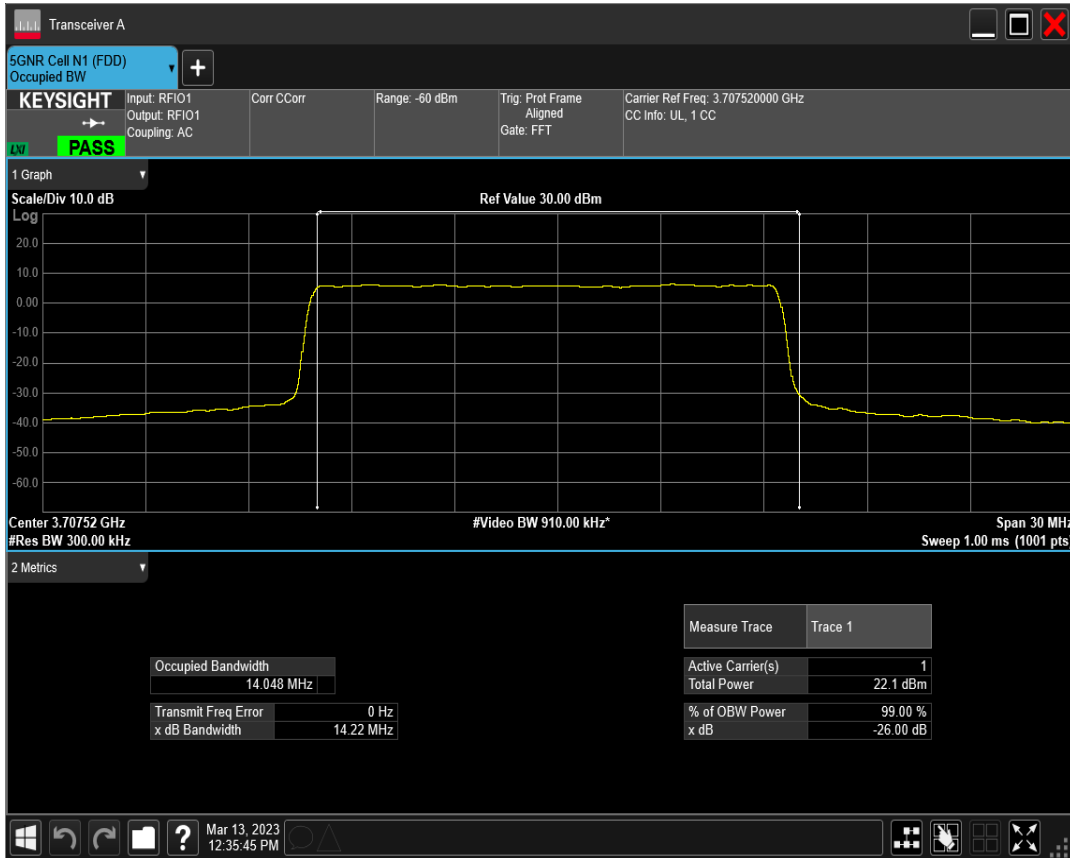 Transceiver A
5GNR Cell N1 (FDD)
Occupied BW
+
KEYSIGHT
LXI
PASS
Input: RFIO1
Output: RFIO1
Coupling: AC
Corr CCorr
Range: -60 dBm
Trig: Prot Frame
Aligned
Gate: FFT
Carrier Ref Freq: 3.707520000 GHz
CC Info: UL, 1 CC
1 Graph
Scale/Div 10.0 dB
Ref Value 30.00 dBm
Log
20.0
10.0
0.00
-10.0
-20.0
-30.0
-40.0
-50.0
-60.0
Center 3.70752 GHz
#Video BW 910.00 kHz*
Span 30 MHz
#Res BW 300.00 kHz
Sweep 1.00 ms (1001 pts)
2 Metrics
Measure Trace Trace 1
Occupied Bandwidth
14.048 MHz
Active Carrier(s) 1
Total Power 22.1 dBm
Transmit Freq Error 0 Hz
x dB Bandwidth 14.22 MHz
% of OBW Power 99.00 %
x dB -26.00 dB
?
Mar 13, 2023
12:35:45 PM